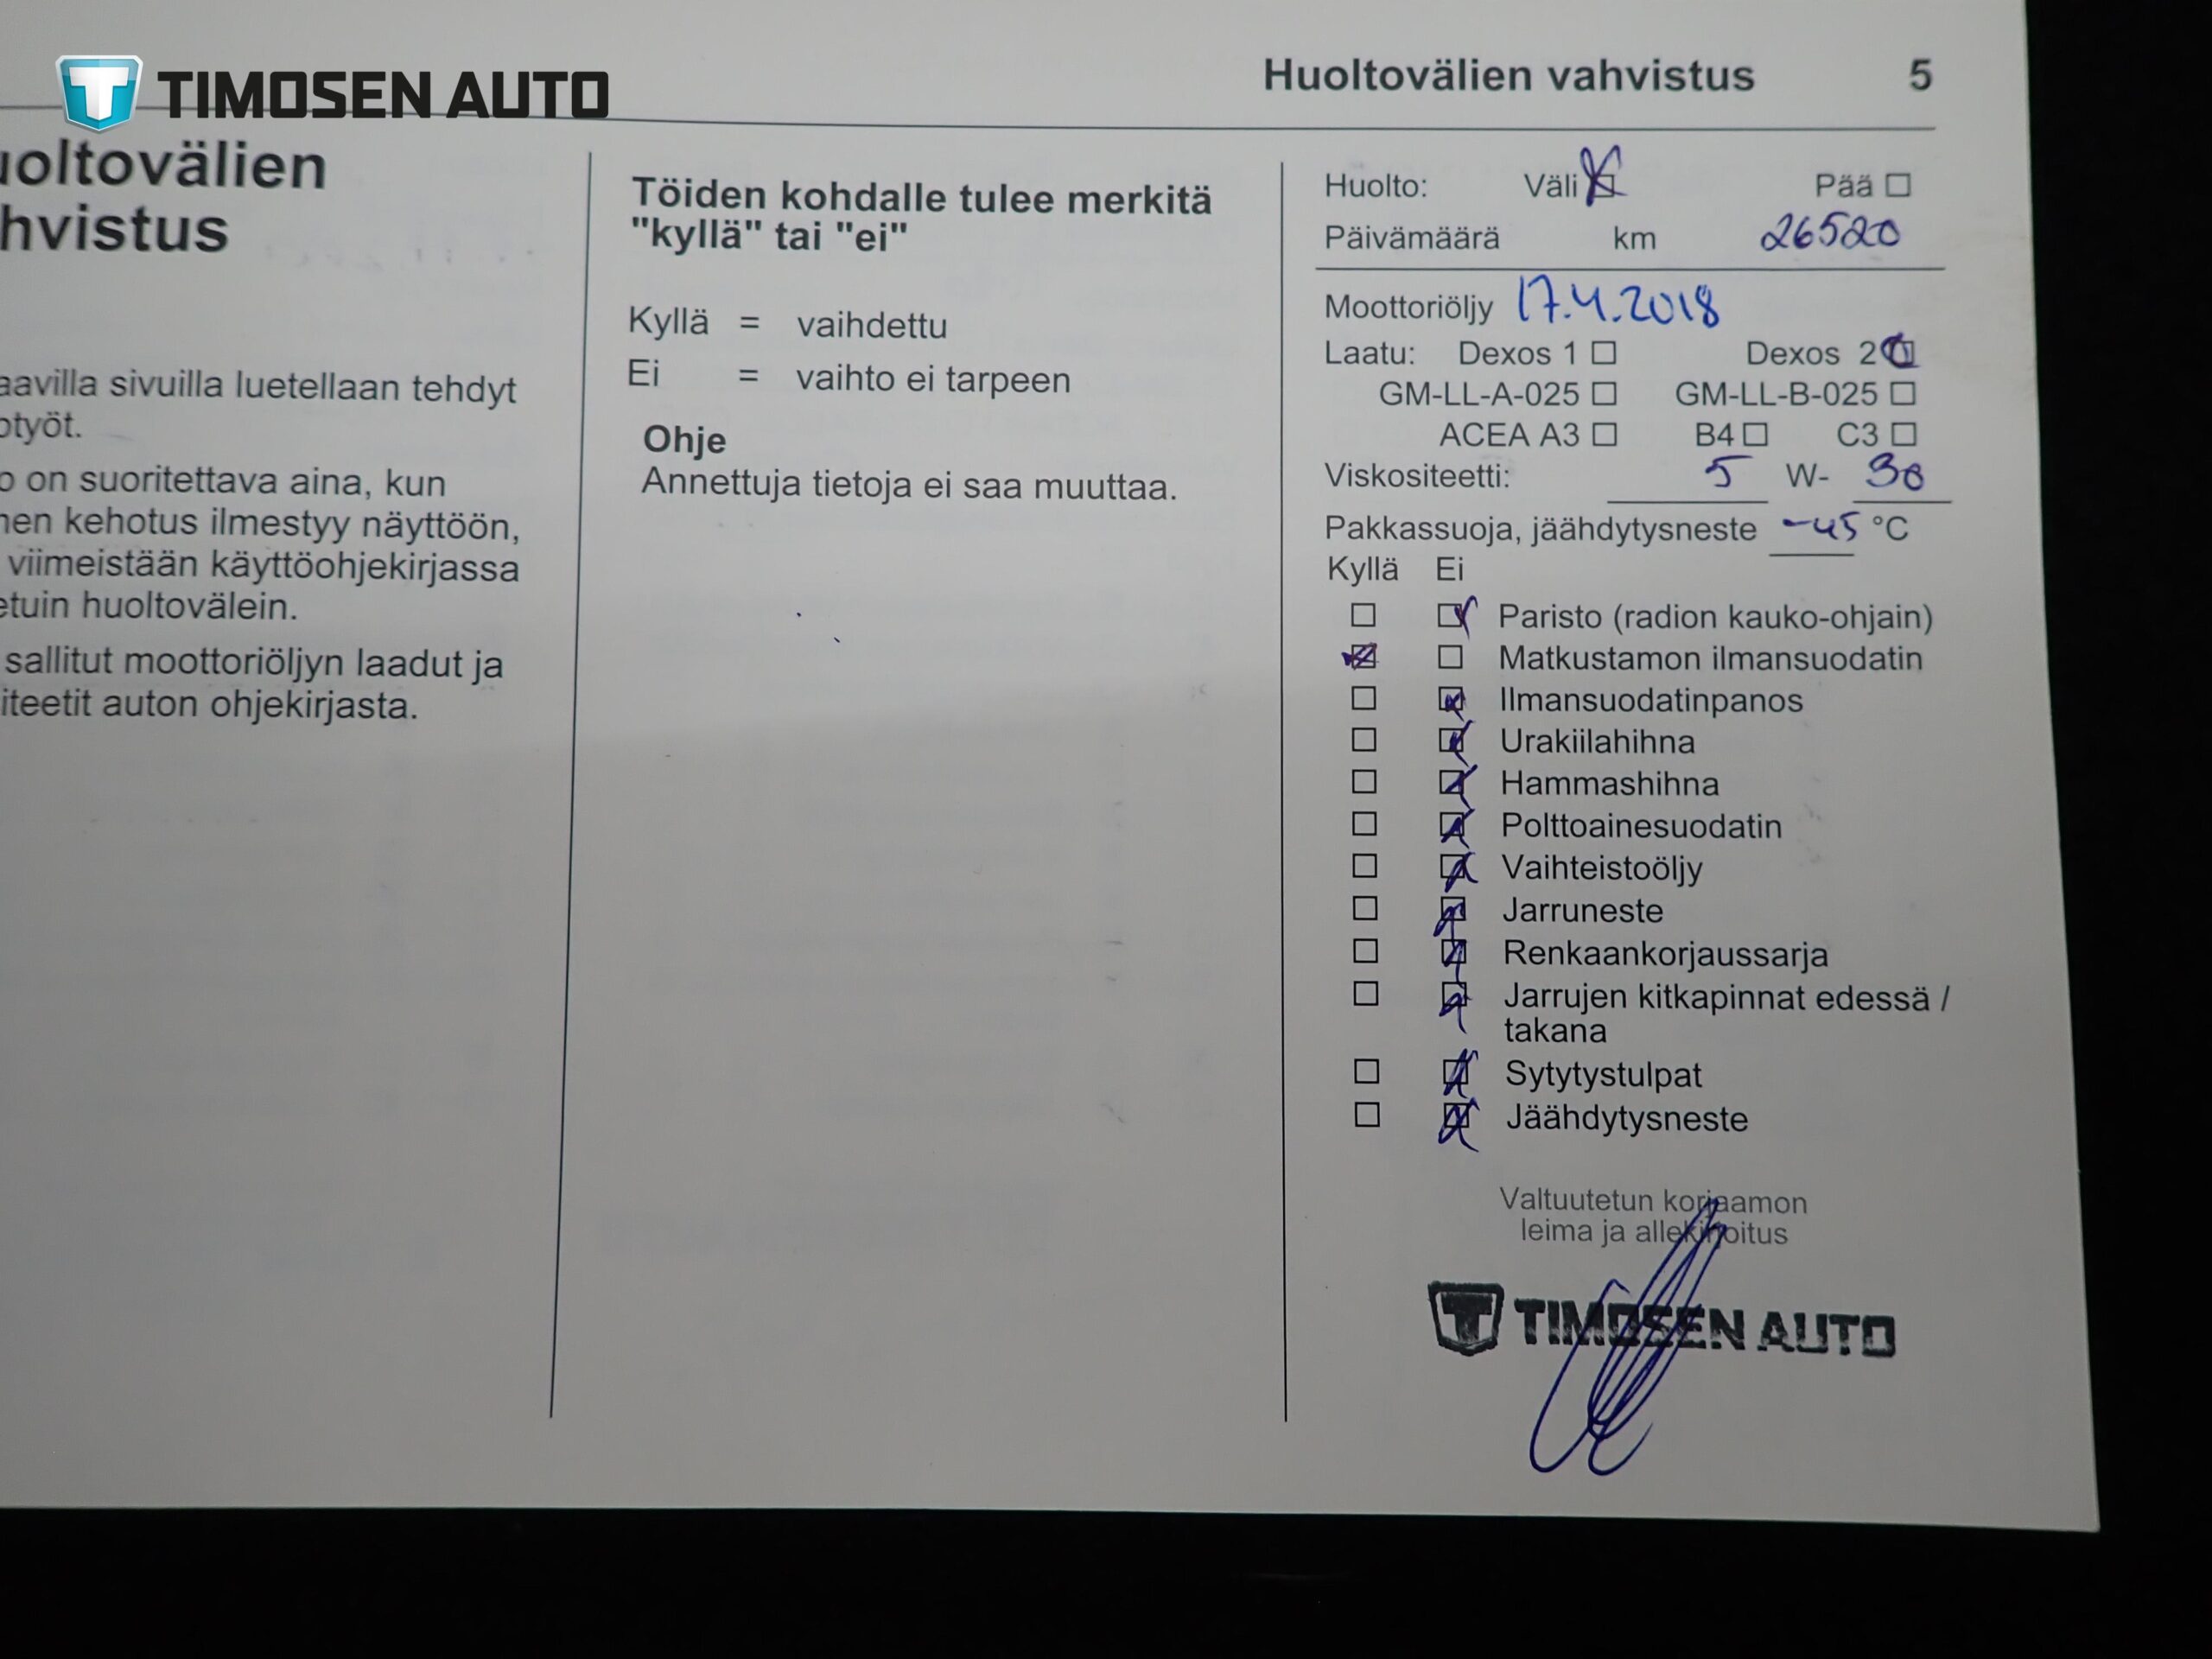 TIMOSEN AUTO
Huoltovälien vahvistus 5
uoltovälien
hvistus
aavilla sivuilla luetellaan tehdyt
otyöt.
o on suoritettava aina, kun
nen kehotus ilmestyy näyttöön,
viimeistään käyttöohjekirjassa
etuin huoltovälein.
sallitut moottoriöljyn laadut ja
siteetit auton ohjekirjasta.
Töiden kohdalle tulee merkitä
"kyllä" tai "ei"
Kyllä = vaihdettu
Ei = vaihto ei tarpeen
Ohje
Annettuja tietoja ei saa muuttaa.
Huolto: Väli Pää
Päivämäärä km 26520
Moottoriöljy 17.4.2018
Laatu: Dexos 1 Dexos 2
GM-LL-A-025 GM-LL-B-025
ACEA A3 B4 C3
Viskositeetti: 5 W- 30
Pakkassuoja, jäähdytysneste -45 °C
Kyllä Ei
Paristo (radion kauko-ohjain)
Matkustamon ilmansuodatin
Ilmansuodatinpanos
Urakiilahihna
Hammashihna
Polttoainesuodatin
Vaihteistoöljy
Jarruneste
Renkaankorjaussarja
Jarrujen kitkapinnat edessä /
takana
Sytytystulpat
Jäähdytysneste
Valtuutetun korjaamon
leima ja allekirjoitus
TIMOSEN AUTO